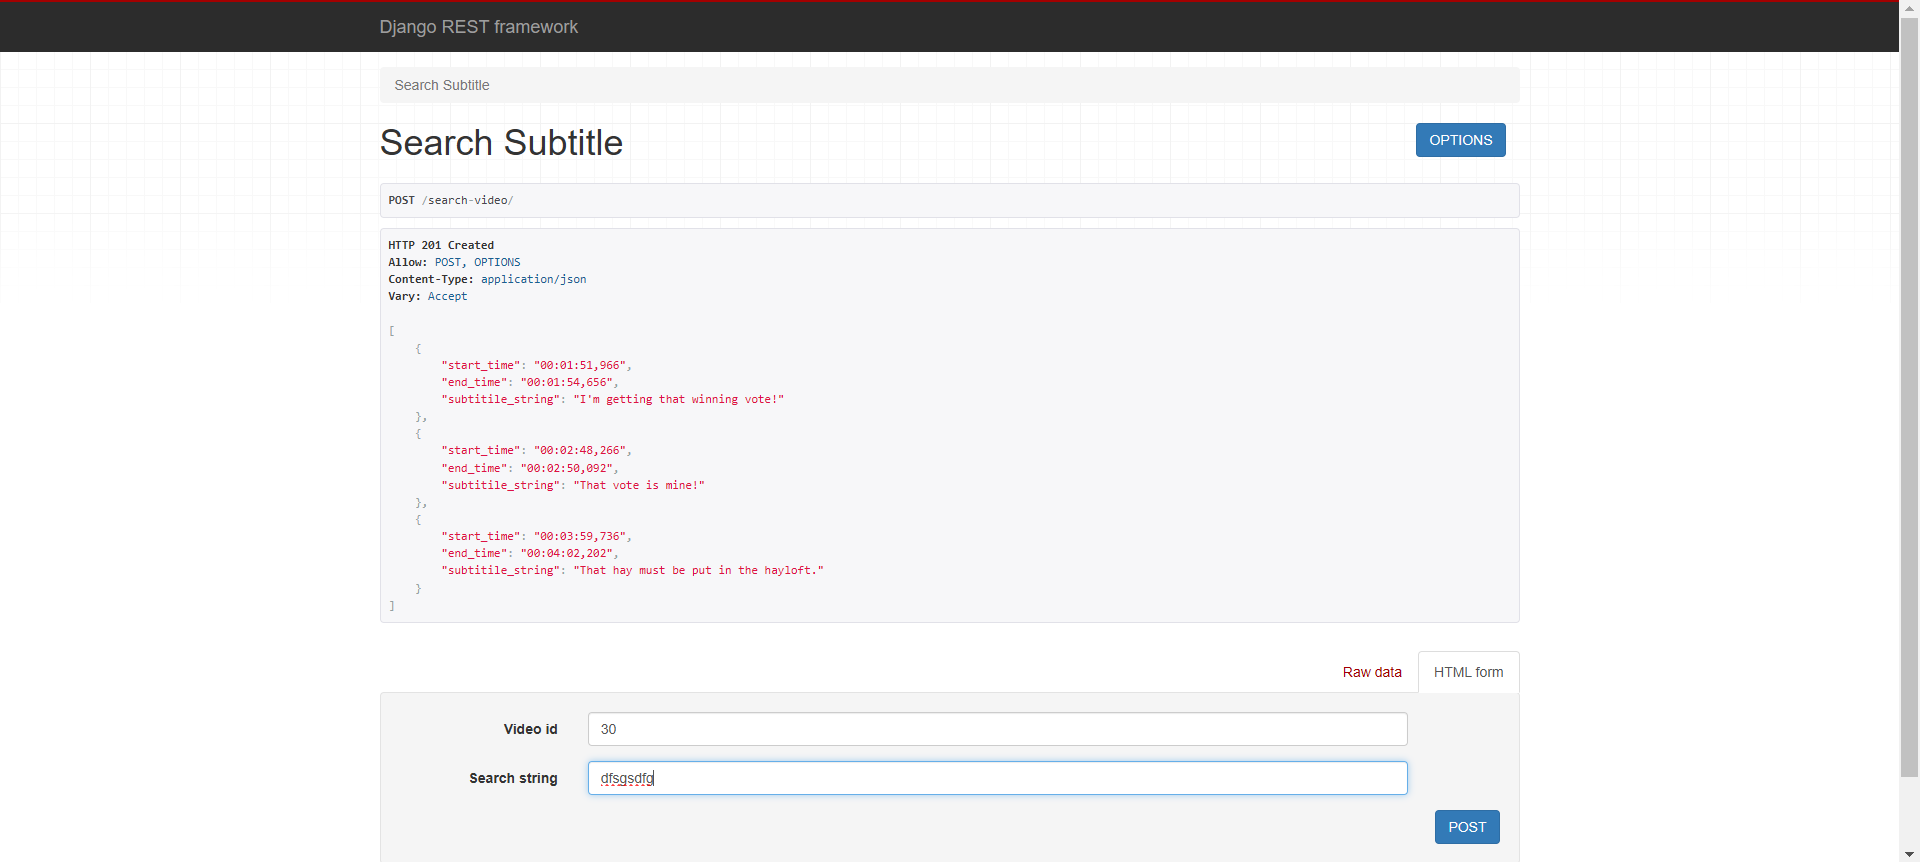 Django REST framework
Search Subtitle
Search Subtitle
OPTIONS
POST /search-video/
HTTP 201 Created
Allow: POST, OPTIONS
Content-Type: application/json
Vary: Accept
[
    {
        "start_time": "00:01:51,966",
        "end_time": "00:01:54,656",
        "subtitile_string": "I'm getting that winning vote!"
    },
    {
        "start_time": "00:02:48,266",
        "end_time": "00:02:50,092",
        "subtitile_string": "That vote is mine!"
    },
    {
        "start_time": "00:03:59,736",
        "end_time": "00:04:02,202",
        "subtitile_string": "That hay must be put in the hayloft."
    }
]
Raw data
HTML form
Video id
30
Search string
dfsgsdfg
POST